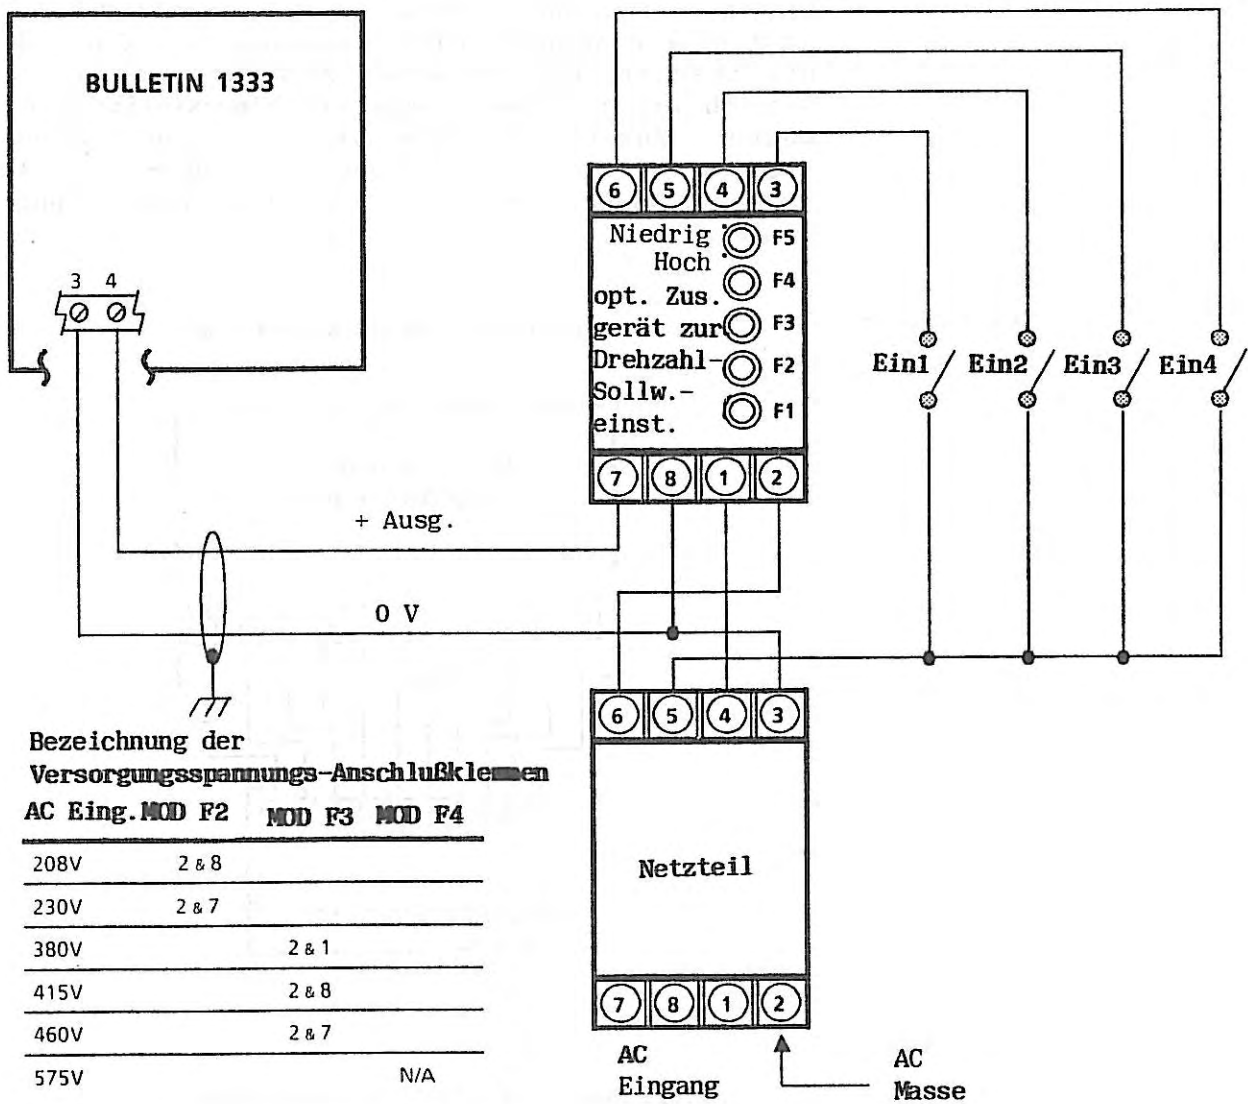 BULLETIN 1333
3 4
6 5 4 3
Niedrig F5
Hoch
opt. Zus. F4
gerät zur F3
Drehzahl- F2
Sollw.-
einst. F1
7 8 1 2
Ein1 Ein2 Ein3 Ein4
+ Ausg.
0 V
6 5 4 3
Netzteil
7 8 1 2
AC
Eingang
AC
Masse
Bezeichnung der
Versorgungsspannungs-Anschlußklemmen
AC Eing. MOD F2 MOD F3 MOD F4
208V 2 & 8
230V 2 & 7
380V 2 & 1
415V 2 & 8
460V 2 & 7
575V N/A